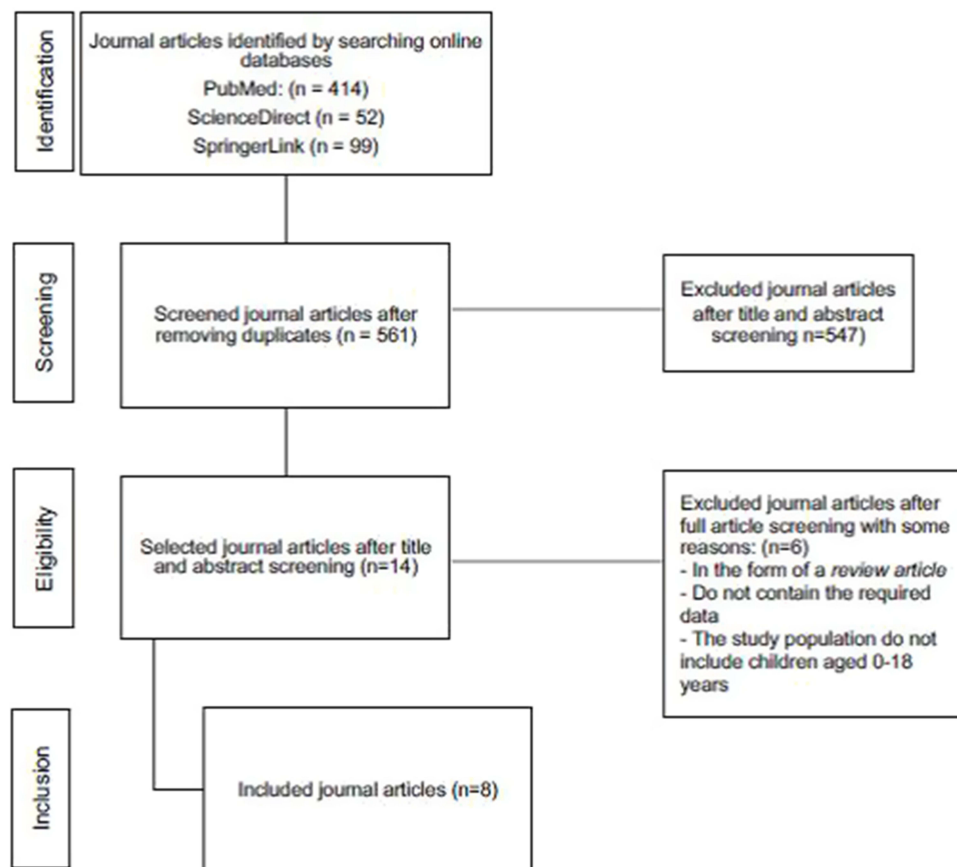 Identification
Journal articles identified by searching online
databases
PubMed: (n = 414)
ScienceDirect (n = 52)
SpringerLink (n = 99)
Screening
Screened journal articles after
removing duplicates (n = 561)
Excluded journal articles
after title and abstract
screening n=547)
Eligibility
Selected journal articles after title
and abstract screening (n=14)
Excluded journal articles after
full article screening with some
reasons: (n=6)
- In the form of a review article
- Do not contain the required
data
- The study population do not
include children aged 0-18
years
Inclusion
Included journal articles (n=8)